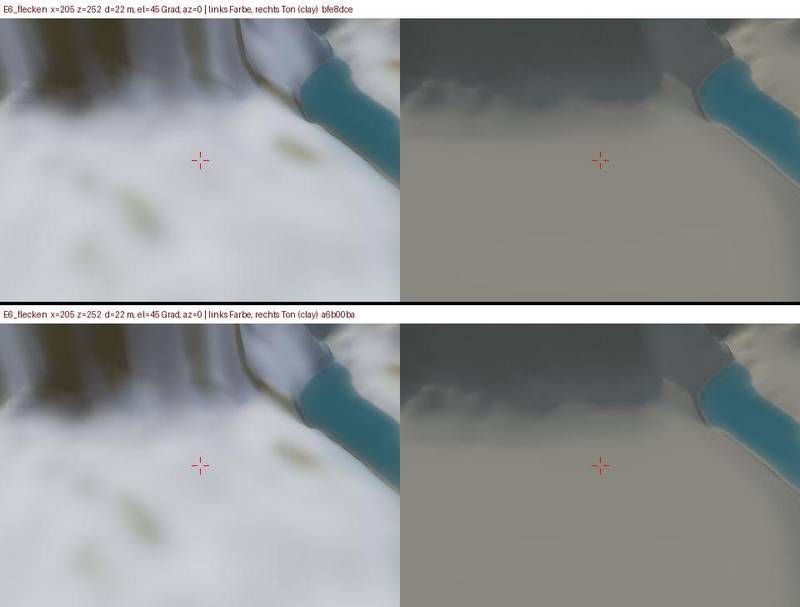 E6_flecken x=205 z=252 d=22 m, el=45 Grad, az=0 | links Farbe, rechts Ton (clay) bfe8dce
E6_flecken x=205 z=252 d=22 m, el=45 Grad, az=0 | links Farbe, rechts Ton (clay) a6b00ba